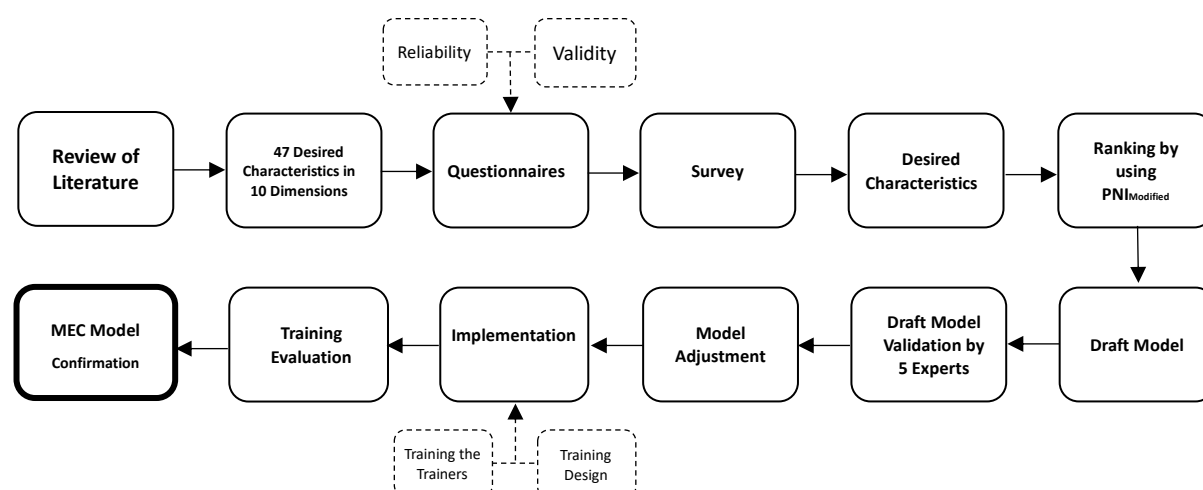 Reliability
Validity
Review of
Literature
47 Desired
Characteristics in
10 Dimensions
Questionnaires
Survey
Desired
Characteristics
Ranking by
using
PNIModified
MEC Model
Confirmation
Training
Evaluation
Implementation
Model
Adjustment
Draft Model
Validation by
5 Experts
Draft Model
Training the
Trainers
Training
Design